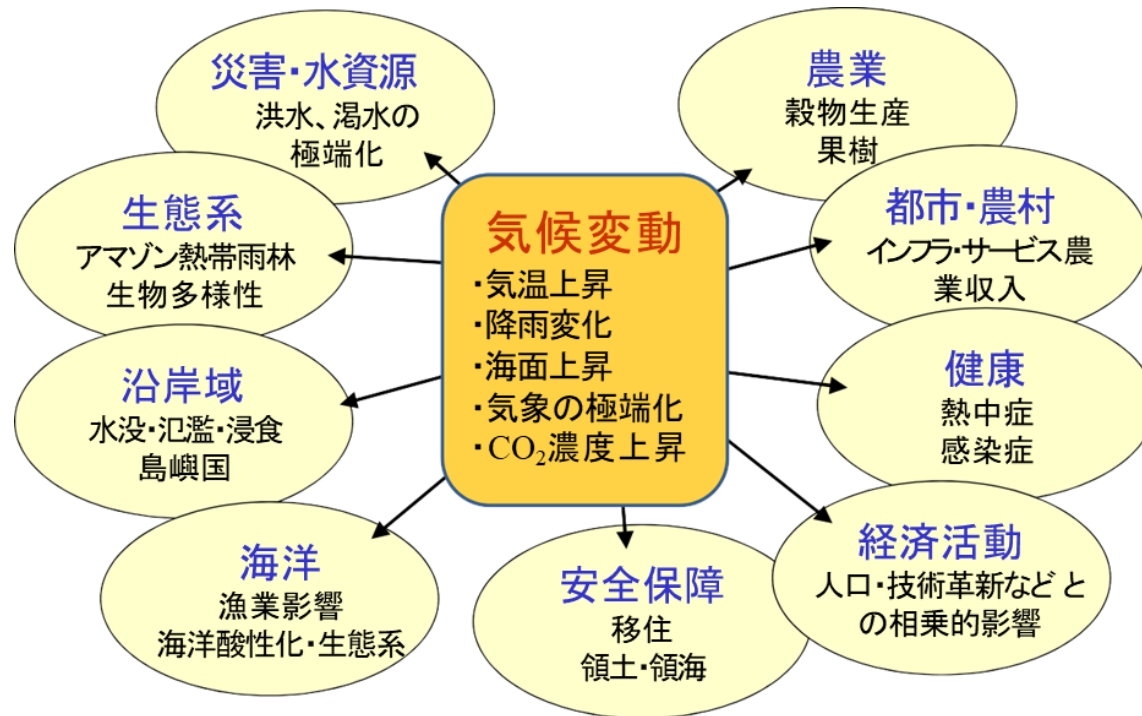 災害・水資源
洪水、渇水の
極端化
農業
穀物生産
果樹
生態系
アマゾン熱帯雨林
生物多様性
気候変動
・気温上昇
・降雨変化
・海面上昇
・気象の極端化
・CO₂濃度上昇
都市・農村
インフラ・サービス農
業収入
沿岸域
水没・氾濫・浸食
島嶼国
健康
熱中症
感染症
海洋
漁業影響
海洋酸性化・生態系
安全保障
移住
領土・領海
経済活動
人口・技術革新など と
の相乗的影響